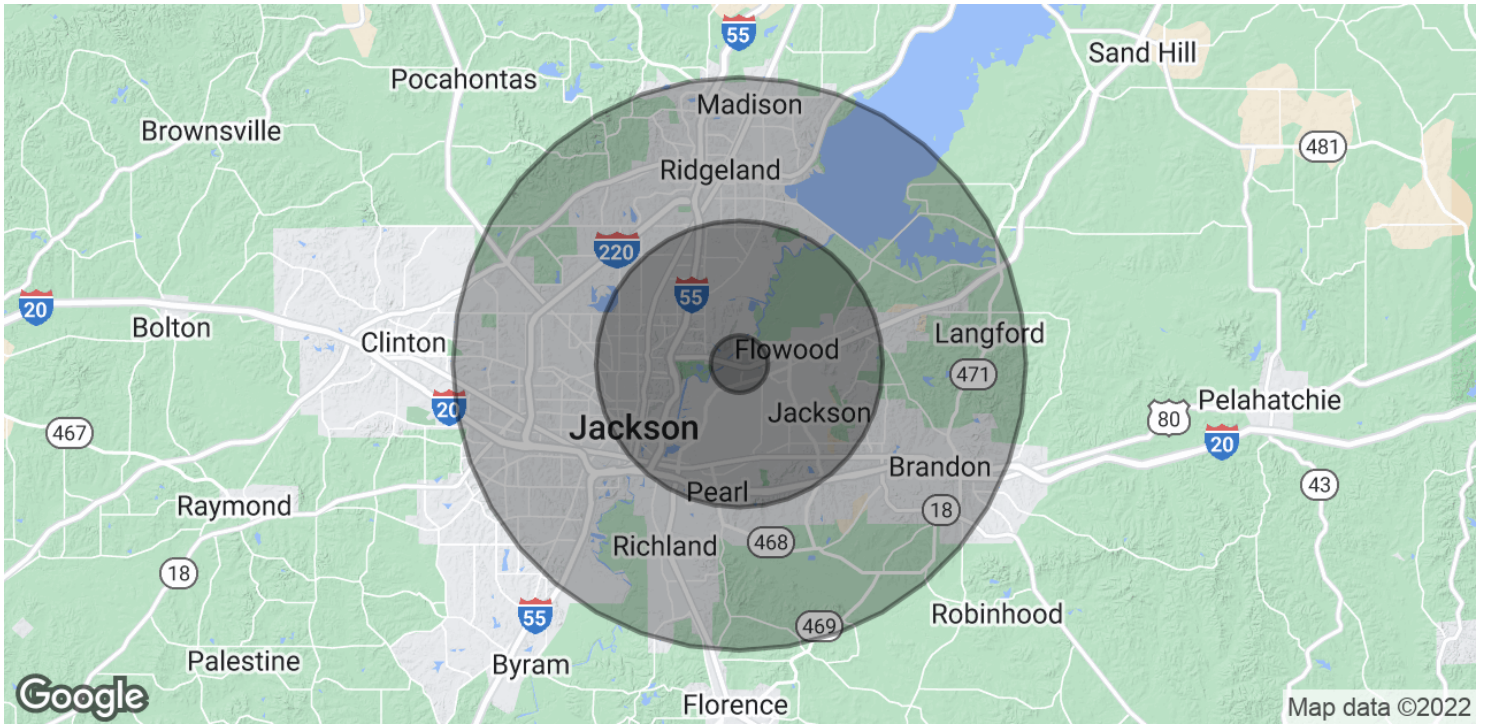 55
Sand Hill
Pocahontas
Madison
Brownsville
481
Ridgeland
220
55
20
Bolton
Clinton
Flowood
Langford
471
20
Pelahatchie
80
Jackson
Jackson
467
20
Brandon
43
Raymond
Pearl
18
Richland
468
18
55
Robinhood
469
Palestine
Byram
Google
Florence
Map data ©2022